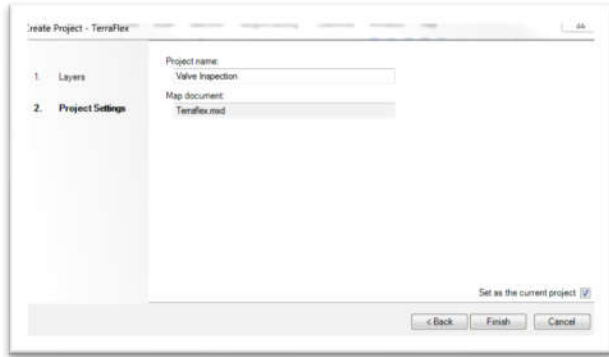 Create Project - TerraFlex
1. Layers
2. Project Settings
Project name:
Valve Inspection
Map document:
Terraflex.mxd
Set as the current project
< Back
Finish
Cancel